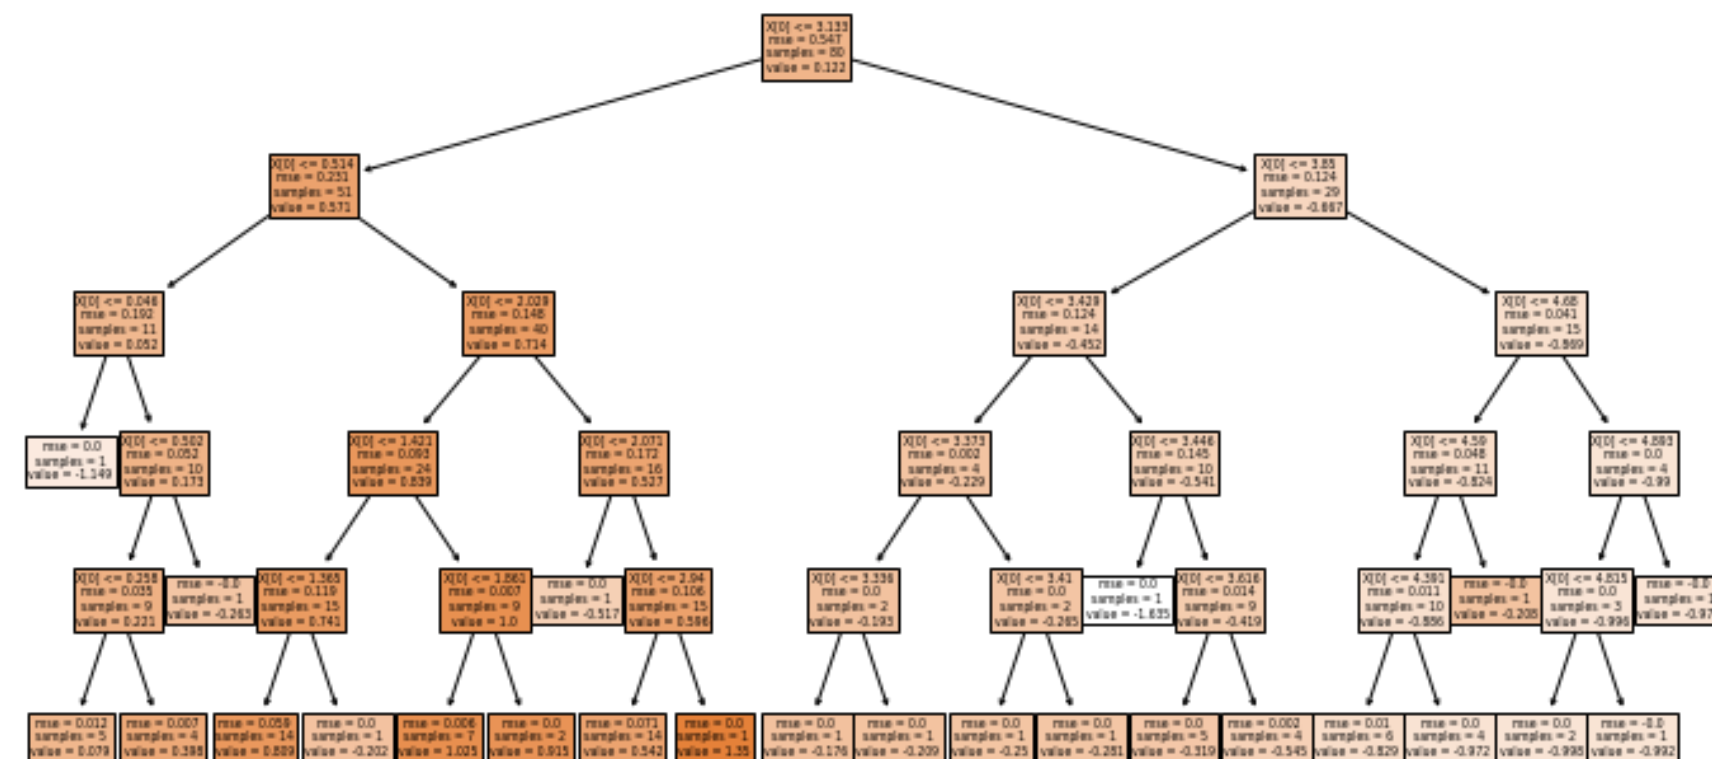 X[0] <= 3.133
mse = 0.547
samples = 80
value = 0.122
X[0] <= 0.514
mse = 0.231
samples = 51
value = 0.571
X[0] <= 3.85
mse = 0.124
samples = 29
value = -0.667
X[0] <= 0.046
mse = 0.192
samples = 11
value = 0.052
X[0] <= 2.029
mse = 0.148
samples = 40
value = 0.714
X[0] <= 3.429
mse = 0.124
samples = 14
value = -0.452
X[0] <= 4.68
mse = 0.041
samples = 15
value = -0.869
mse = 0.0
samples = 1
value = -1.149
X[0] <= 0.502
mse = 0.052
samples = 10
value = 0.173
X[0] <= 1.421
mse = 0.093
samples = 24
value = 0.839
X[0] <= 2.071
mse = 0.172
samples = 16
value = 0.527
X[0] <= 3.373
mse = 0.002
samples = 4
value = -0.229
X[0] <= 3.446
mse = 0.145
samples = 10
value = -0.541
X[0] <= 4.59
mse = 0.048
samples = 11
value = -0.824
X[0] <= 4.893
mse = 0.0
samples = 4
value = -0.99
X[0] <= 0.258
mse = 0.035
samples = 9
value = 0.221
mse = -0.0
samples = 1
value = -0.263
X[0] <= 1.365
mse = 0.119
samples = 15
value = 0.741
X[0] <= 1.861
mse = 0.007
samples = 9
value = 1.0
mse = 0.0
samples = 1
value = -0.517
X[0] <= 2.94
mse = 0.106
samples = 15
value = 0.596
X[0] <= 3.336
mse = 0.0
samples = 2
value = -0.193
X[0] <= 3.41
mse = 0.0
samples = 2
value = -0.265
mse = 0.0
samples = 1
value = -1.635
X[0] <= 3.616
mse = 0.014
samples = 9
value = -0.419
X[0] <= 4.391
mse = 0.011
samples = 10
value = -0.886
mse = -0.0
samples = 1
value = -0.208
X[0] <= 4.815
mse = 0.0
samples = 3
value = -0.996
mse = -0.0
samples = 1
value = -0.97
mse = 0.012
samples = 5
value = 0.079
mse = 0.007
samples = 4
value = 0.398
mse = 0.059
samples = 14
value = 0.809
mse = 0.0
samples = 1
value = -0.202
mse = 0.006
samples = 7
value = 1.025
mse = 0.0
samples = 2
value = 0.915
mse = 0.071
samples = 14
value = 0.542
mse = 0.0
samples = 1
value = 1.35
mse = 0.0
samples = 1
value = -0.176
mse = 0.0
samples = 1
value = -0.209
mse = 0.0
samples = 1
value = -0.25
mse = 0.0
samples = 1
value = -0.281
mse = 0.0
samples = 5
value = -0.319
mse = 0.002
samples = 4
value = -0.545
mse = 0.01
samples = 6
value = -0.829
mse = 0.0
samples = 4
value = -0.972
mse = 0.0
samples = 2
value = -0.998
mse = -0.0
samples = 1
value = -0.992